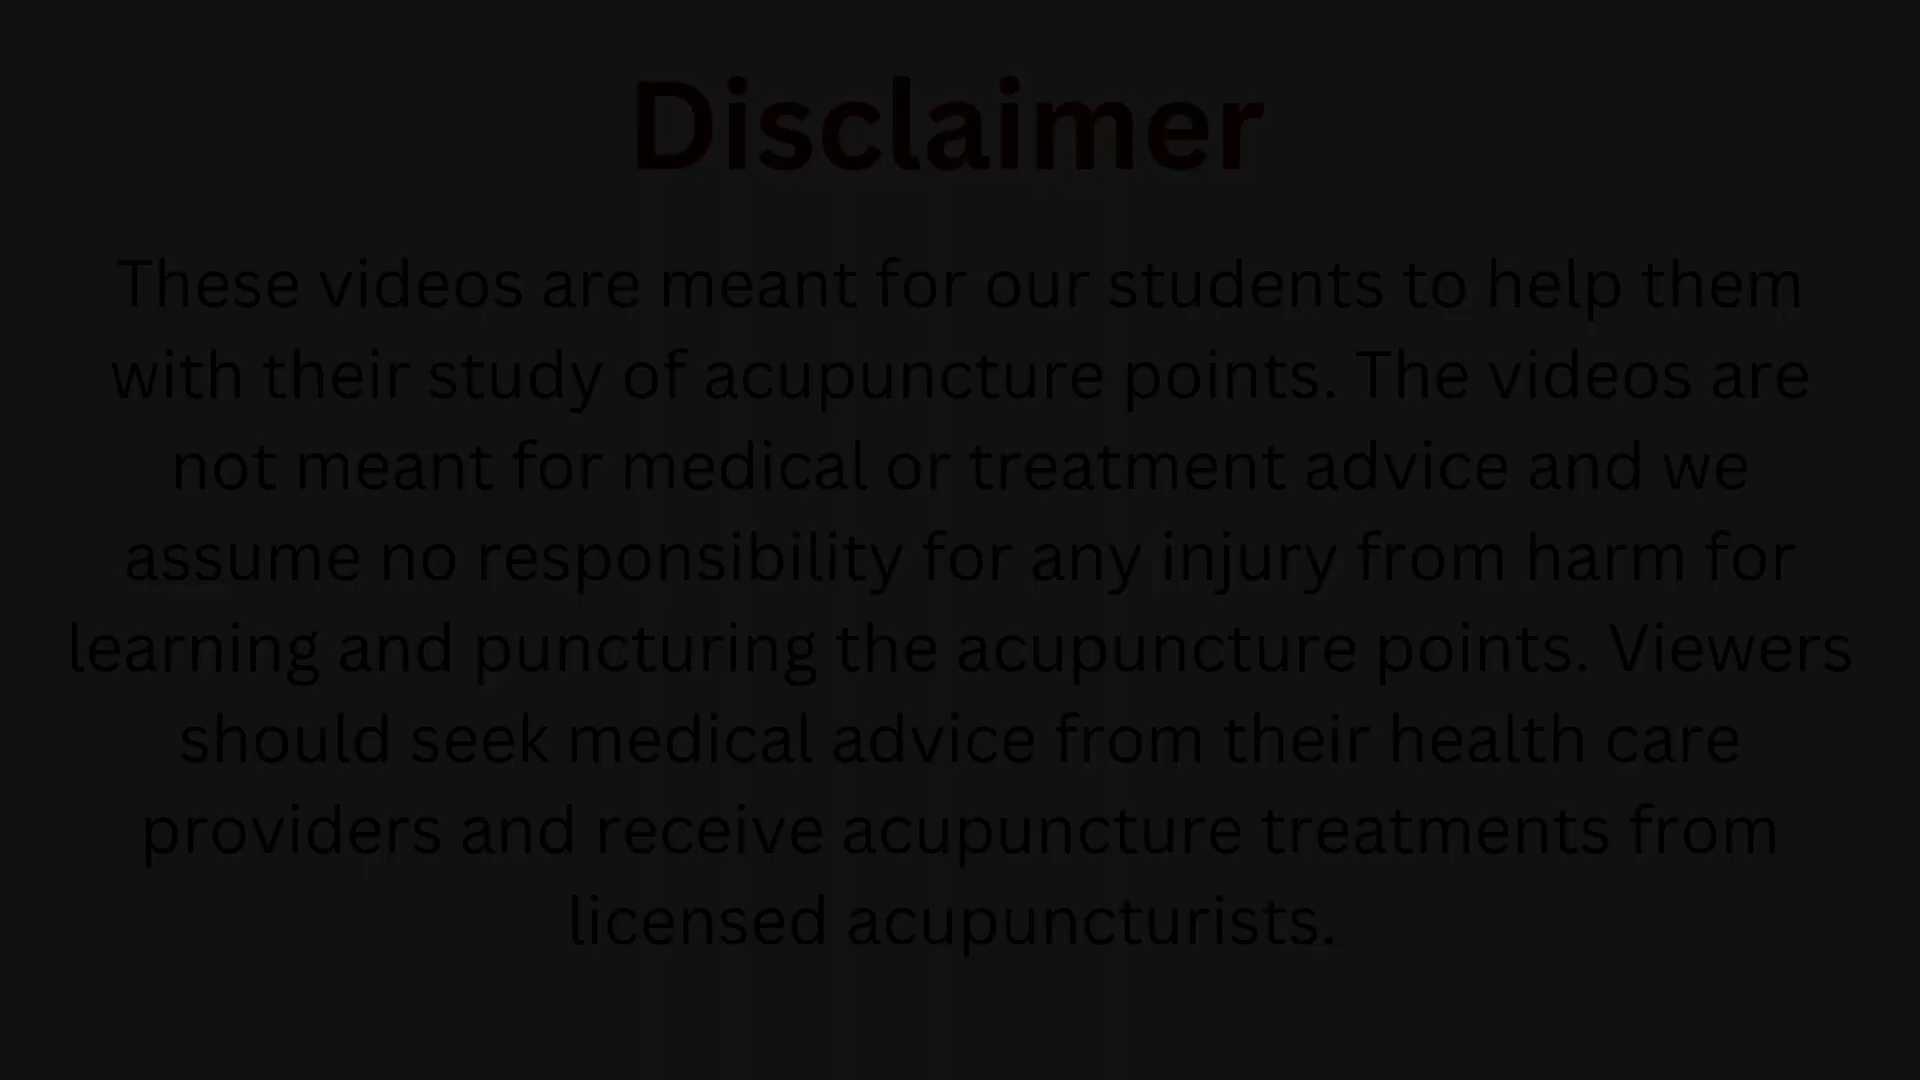 Disclaimer
These videos are meant for our students to help them
with their study of acupuncture points. The videos are
not meant for medical or treatment advice and we
assume no responsibility for any injury from harm for
learning and puncturing the acupuncture points. Viewers
should seek medical advice from their health care
providers and receive acupuncture treatments from
licensed acupuncturists.